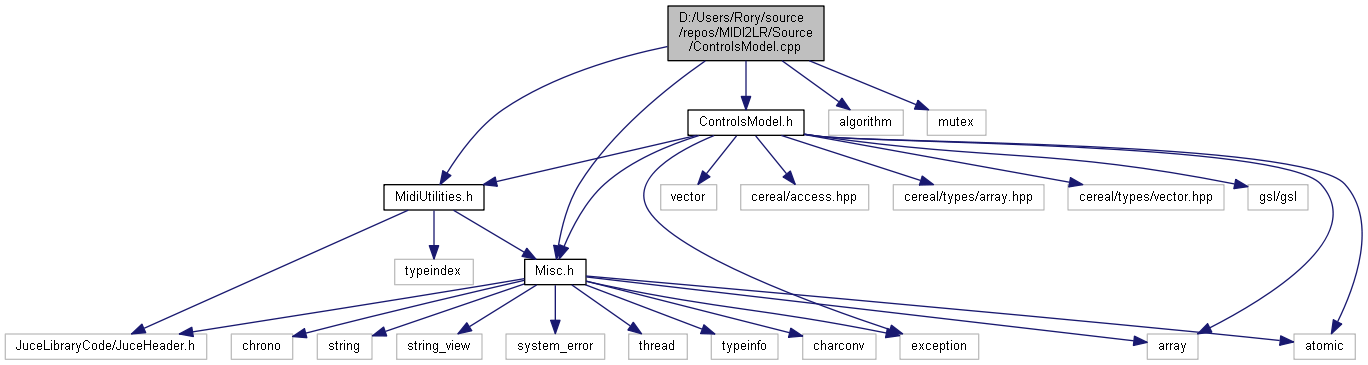 D:/Users/Rory/source
/repos/MIDI2LR/Source
/ControlsModel.cpp
ControlsModel.h
algorithm
mutex
MidiUtilities.h
vector
cereal/access.hpp
cereal/types/array.hpp
cereal/types/vector.hpp
gsl/gsl
typeindex
Misc.h
JuceLibraryCode/JuceHeader.h
chrono
string
string_view
system_error
thread
typeinfo
charconv
exception
array
atomic